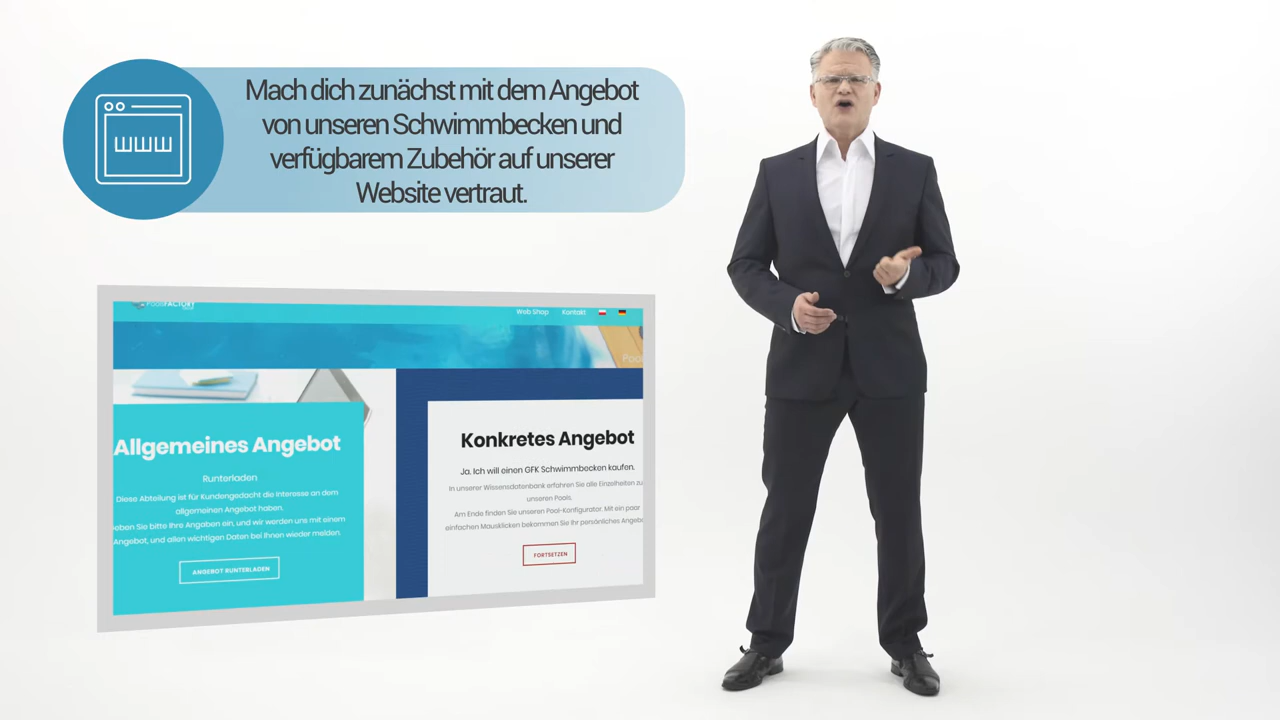 Mach dich zunächst mit dem Angebot
von unseren Schwimmbecken und
verfügbarem Zubehör auf unserer
Website vertraut.
www
Web Shop Kontakt
Pool
Allgemeines Angebot
Runterladen
Diese Abteilung ist für Kundengedacht die Interesse an dem
allgemeinen Angebot haben.
eben Sie bitte Ihre Angaben ein, und wir werden uns mit einem
Angebot, und allen wichtigen Daten bei Ihnen wieder melden.
ANGEBOT RUNTERLADEN
Konkretes Angebot
Ja. Ich will einen GFK Schwimmbecken kaufen.
In unserer Wissensdatenbank erfahren Sie alle Einzelheiten zu
unseren Pools.
Am Ende finden Sie unseren Pool-Konfigurator. Mit ein paar
einfachen Mausklicken bekommen Sie Ihr persönliches Angebo
FORTSETZEN